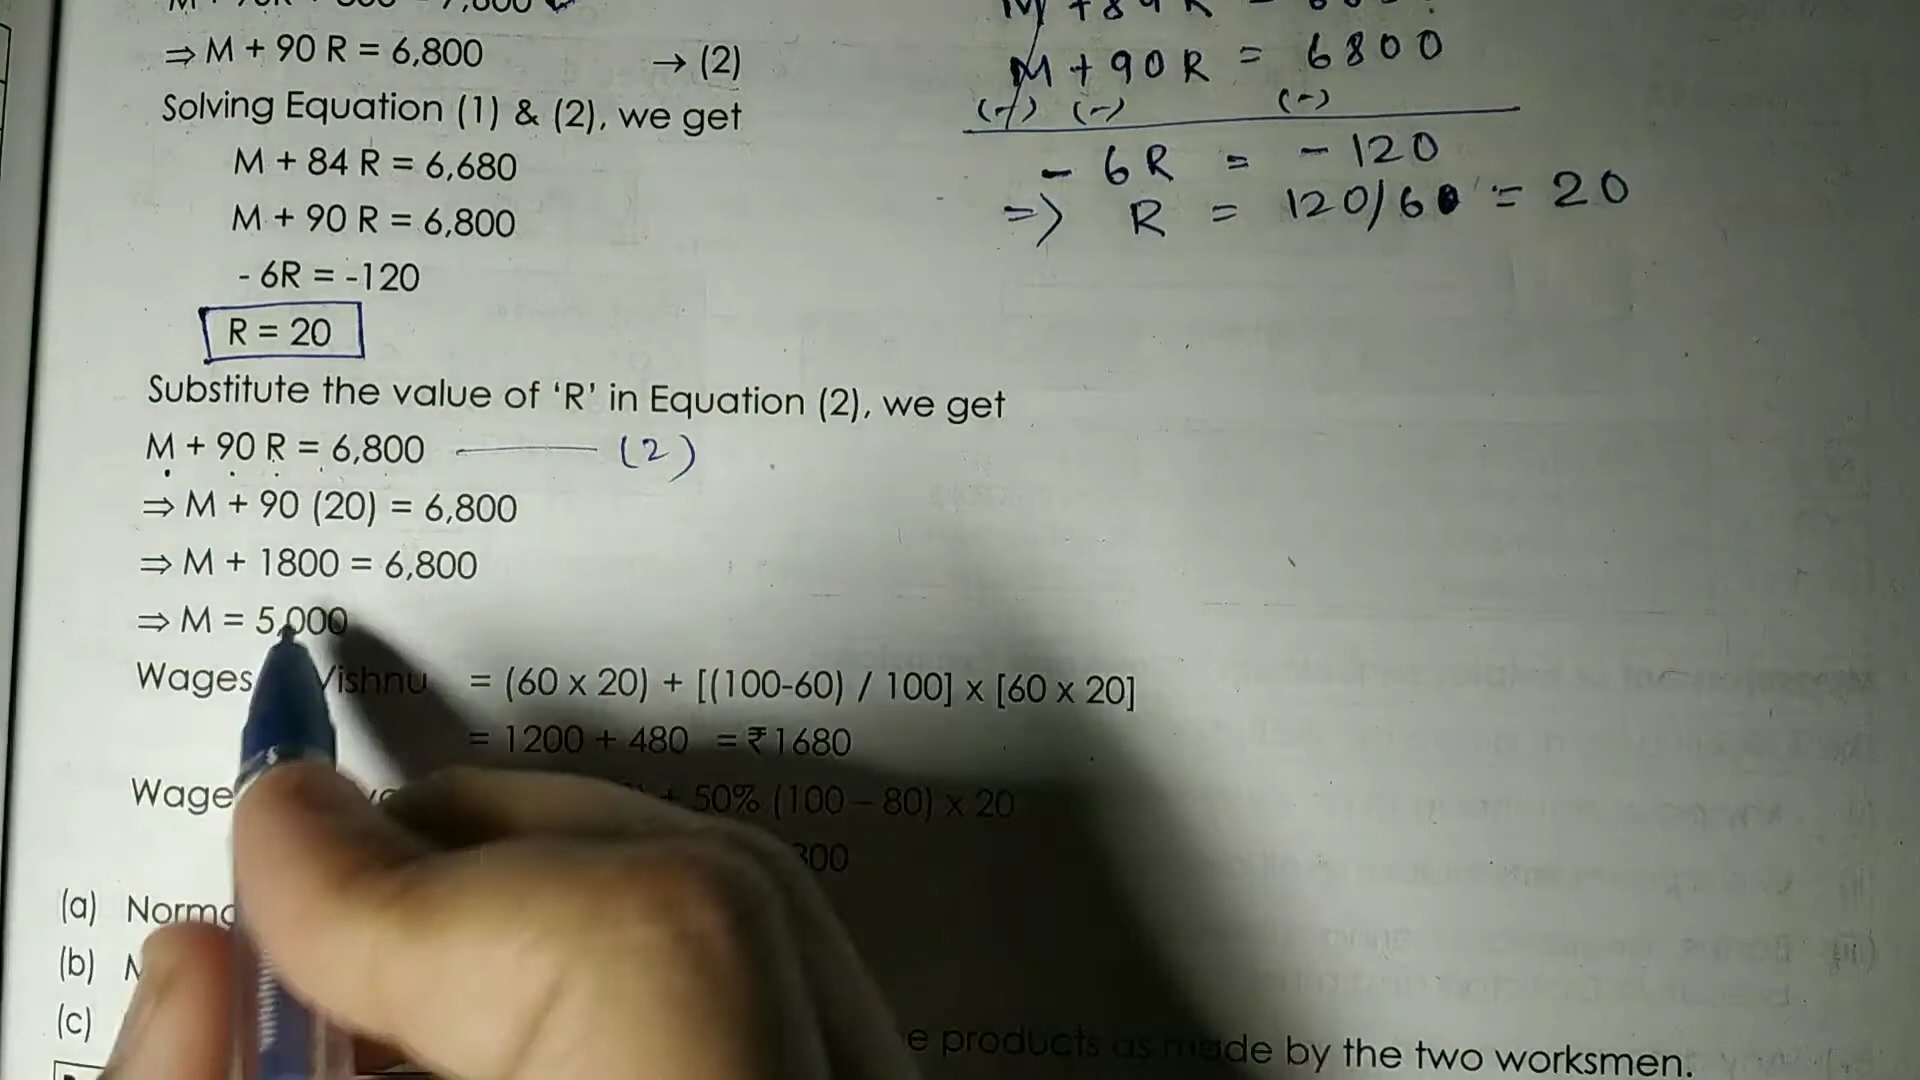 ⇒ M + 90 R = 6,800 → (2)
Solving Equation (1) & (2), we get
M + 84 R = 6,680
M + 90 R = 6,800
- 6R = -120
R = 20
Substitute the value of ‘R’ in Equation (2), we get
M + 90 R = 6,800 ——— (2)
⇒ M + 90 (20) = 6,800
⇒ M + 1800 = 6,800
⇒ M = 5,000
Wages Vishnu = (60 x 20) + [(100-60) / 100] x [60 x 20]
= 1200 + 480 = ₹1680
+ 50% (100 – 80) x 20
(a)
(b)
(c) products as made by the two worksmen.
M + 90 R = 6800
(-) (-) (-)
- 6R = - 120
=> R = 120/6 = 20